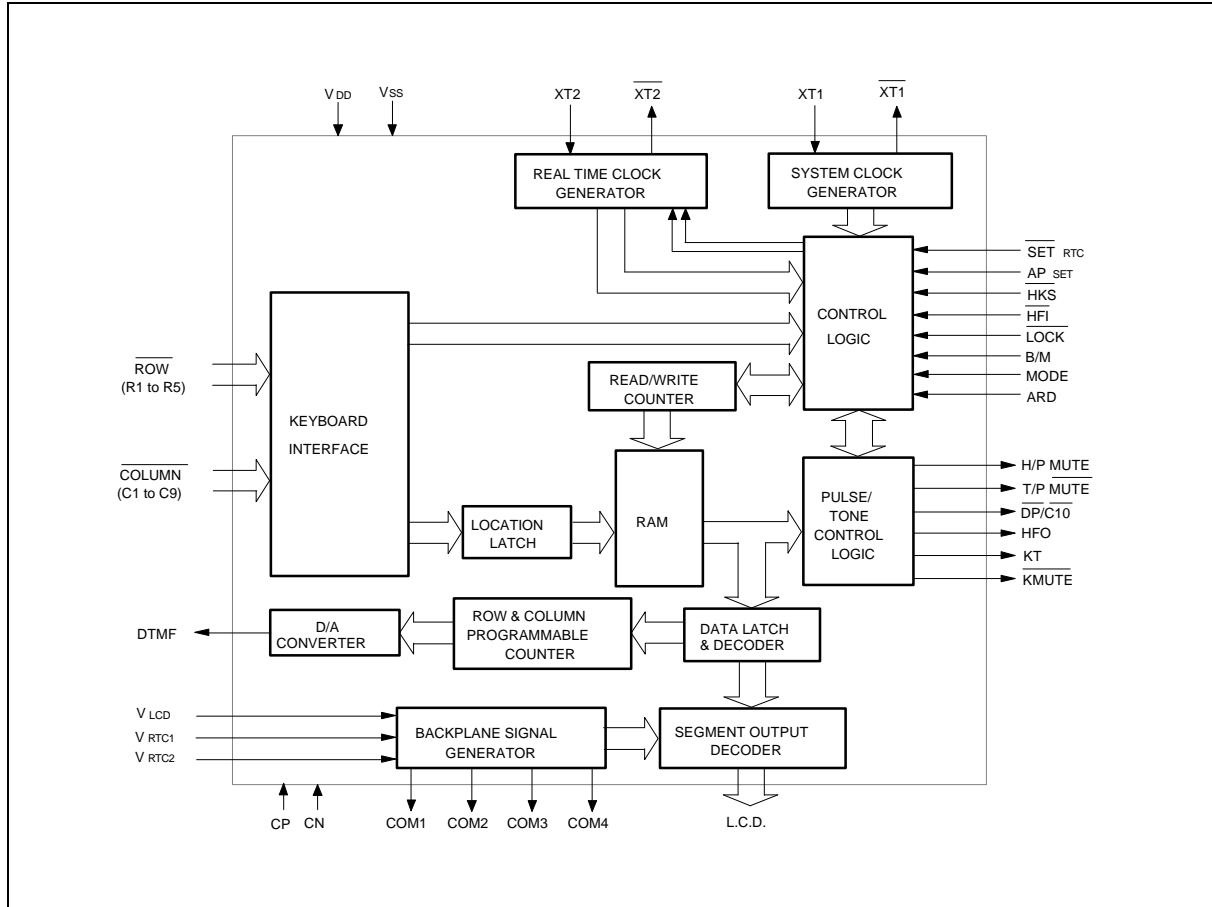 V DD
VSS
XT2
XT2
XT1
XT1
REAL TIME CLOCK
GENERATOR
SYSTEM CLOCK
GENERATOR
SET RTC
AP SET
HKS
HFI
LOCK
B/M
MODE
ARD
CONTROL
LOGIC
KEYBOARD
INTERFACE
ROW
(R1 to R5)
COLUMN
(C1 to C9)
READ/WRITE
COUNTER
LOCATION
LATCH
RAM
PULSE/
TONE
CONTROL
LOGIC
H/P MUTE
T/P MUTE
DP/C10
HFO
KT
KMUTE
DTMF
D/A
CONVERTER
ROW & COLUMN
PROGRAMMABLE
COUNTER
DATA LATCH
& DECODER
V LCD
V RTC1
V RTC2
BACKPLANE SIGNAL
GENERATOR
SEGMENT OUTPUT
DECODER
CP
CN
COM1
COM2
COM3
COM4
L.C.D.